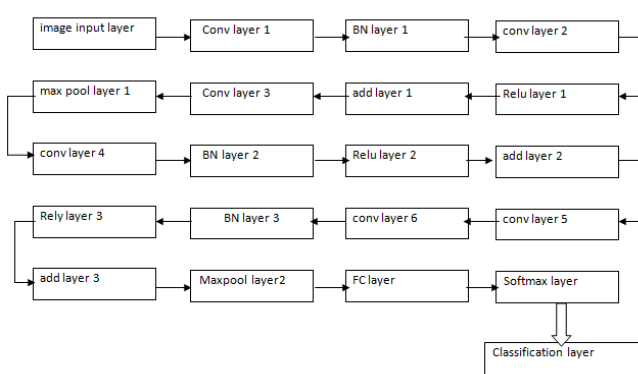 image input layer
Conv layer 1
BN layer 1
conv layer 2
Relu layer 1
add layer 1
Conv layer 3
max pool layer 1
conv layer 4
BN layer 2
Relu layer 2
add layer 2
conv layer 5
conv layer 6
BN layer 3
Rely layer 3
add layer 3
Maxpool layer2
FC layer
Softmax layer
Classification layer